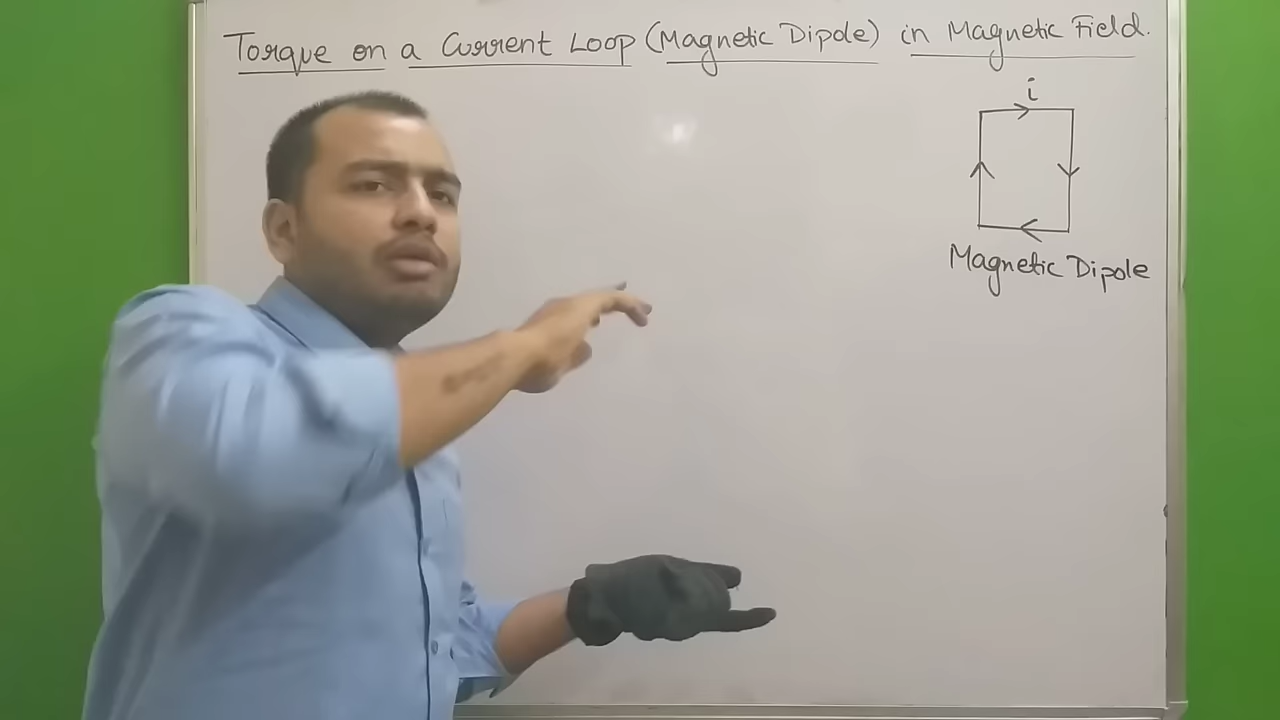 Torque on a Current Loop (Magnetic Dipole) in Magnetic Field.
i
Magnetic Dipole